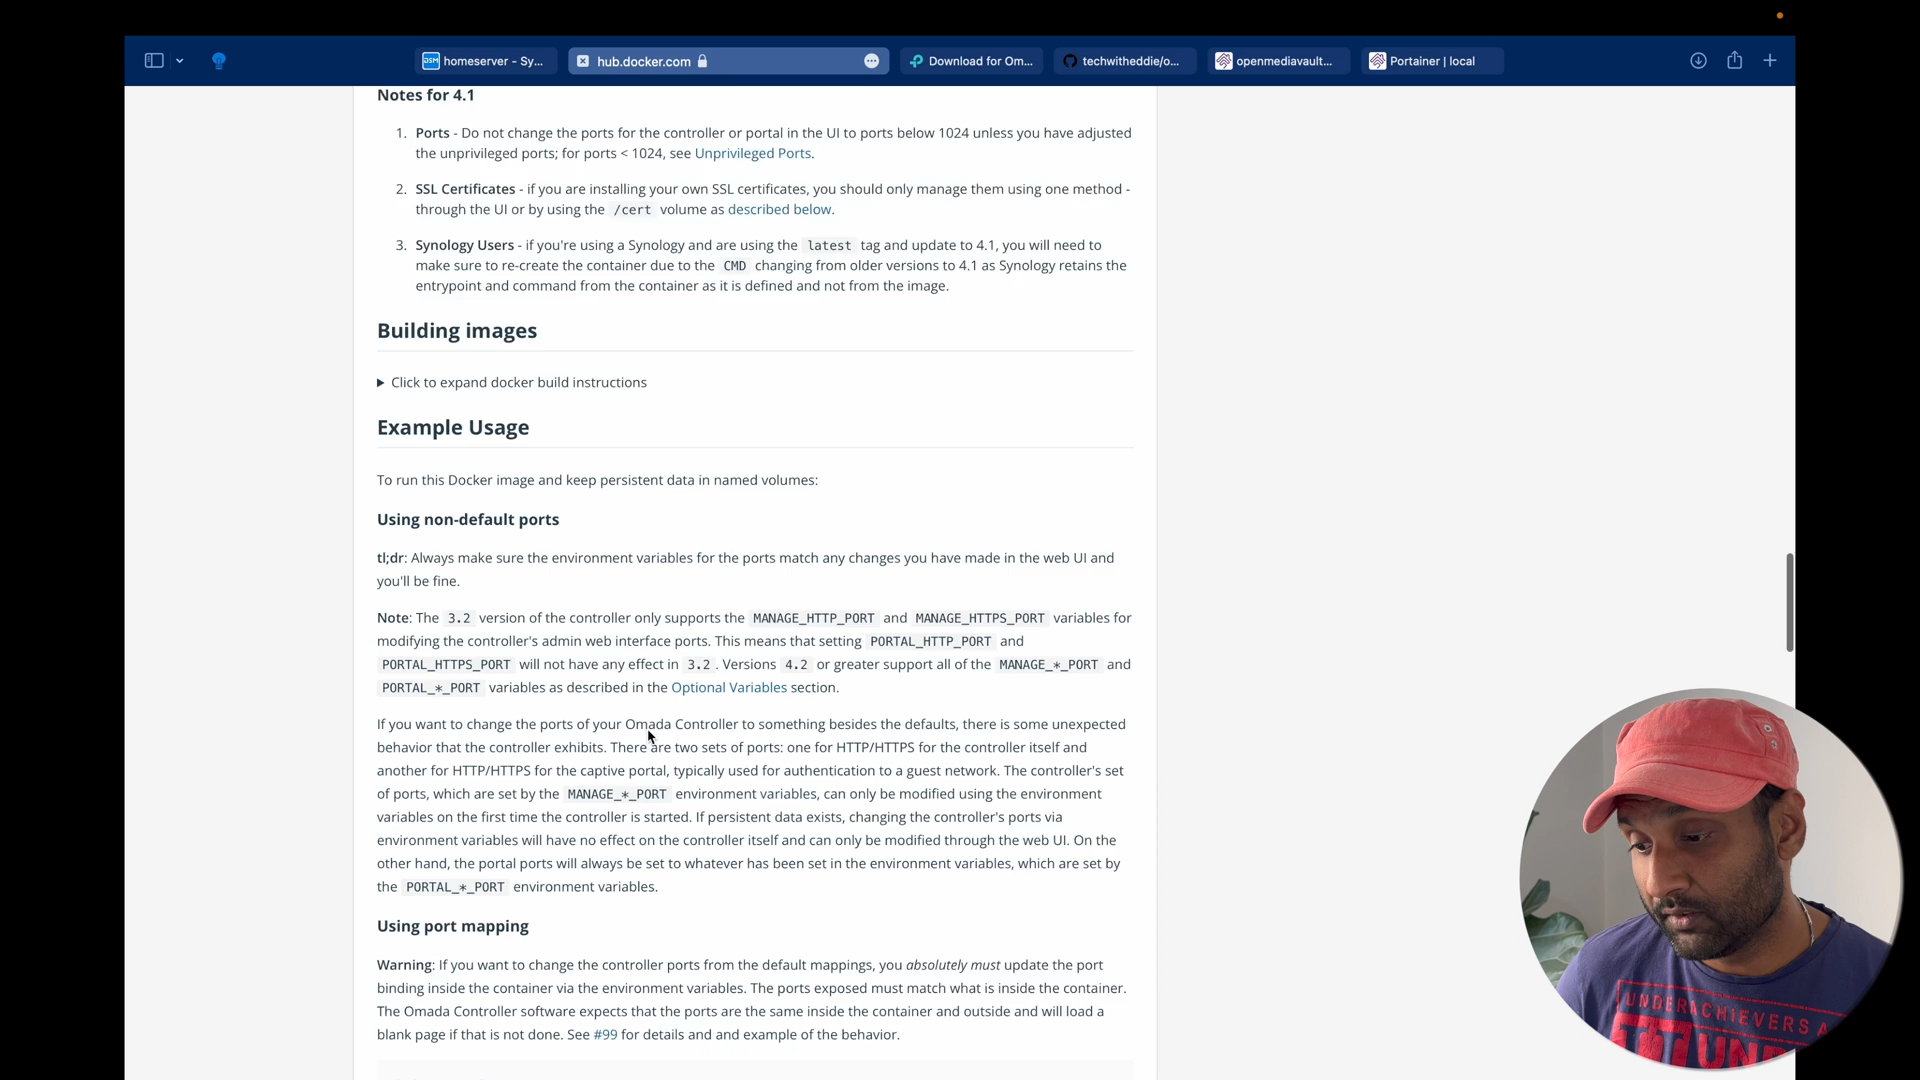 homeserver - Sy...
hub.docker.com
Download for Om...
techwitheddie/o...
openmediavault...
Portainer | local
Notes for 4.1
1. Ports - Do not change the ports for the controller or portal in the UI to ports below 1024 unless you have adjusted
the unprivileged ports; for ports < 1024, see Unprivileged Ports.
2. SSL Certificates - if you are installing your own SSL certificates, you should only manage them using one method -
through the UI or by using the /cert volume as described below.
3. Synology Users - if you're using a Synology and are using the latest tag and update to 4.1, you will need to
make sure to re-create the container due to the CMD changing from older versions to 4.1 as Synology retains the
entrypoint and command from the container as it is defined and not from the image.
Building images
Click to expand docker build instructions
Example Usage
To run this Docker image and keep persistent data in named volumes:
Using non-default ports
tl;dr: Always make sure the environment variables for the ports match any changes you have made in the web UI and
you'll be fine.
Note: The 3.2 version of the controller only supports the MANAGE_HTTP_PORT and MANAGE_HTTPS_PORT variables for
modifying the controller's admin web interface ports. This means that setting PORTAL_HTTP_PORT and
PORTAL_HTTPS_PORT will not have any effect in 3.2 . Versions 4.2 or greater support all of the MANAGE_*_PORT and
PORTAL_*_PORT variables as described in the Optional Variables section.
If you want to change the ports of your Omada Controller to something besides the defaults, there is some unexpected
behavior that the controller exhibits. There are two sets of ports: one for HTTP/HTTPS for the controller itself and
another for HTTP/HTTPS for the captive portal, typically used for authentication to a guest network. The controller's set
of ports, which are set by the MANAGE_*_PORT environment variables, can only be modified using the environment
variables on the first time the controller is started. If persistent data exists, changing the controller's ports via
environment variables will have no effect on the controller itself and can only be modified through the web UI. On the
other hand, the portal ports will always be set to whatever has been set in the environment variables, which are set by
the PORTAL_*_PORT environment variables.
Using port mapping
Warning: If you want to change the controller ports from the default mappings, you absolutely must update the port
binding inside the container via the environment variables. The ports exposed must match what is inside the container.
The Omada Controller software expects that the ports are the same inside the container and outside and will load a
blank page if that is not done. See #99 for details and and example of the behavior.
UNDERACHIEVERS